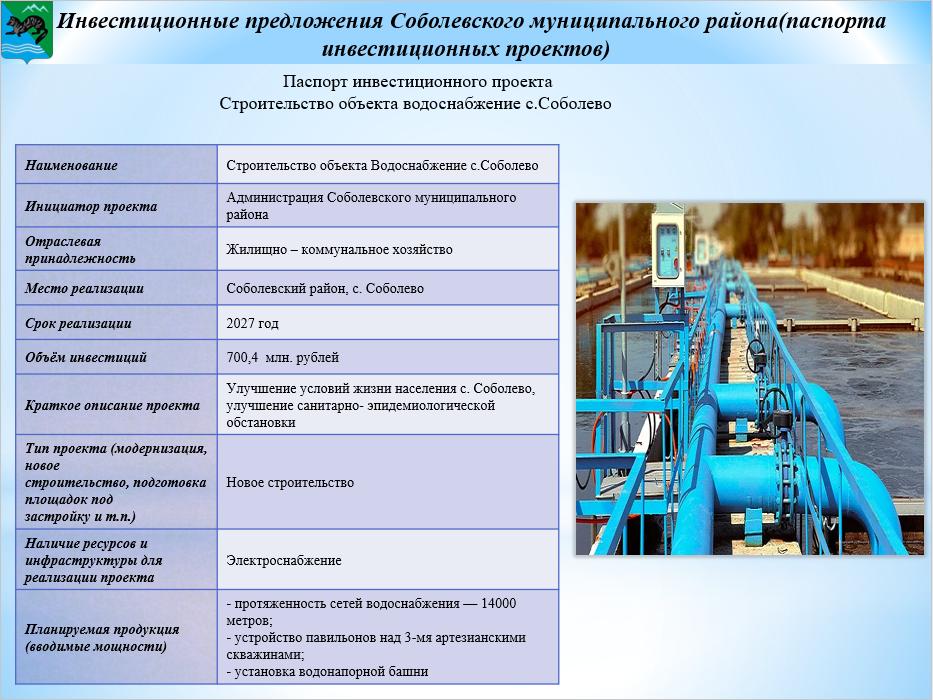 Инвестиционные предложения Соболевского муниципального района(паспорта
инвестиционных проектов)
Паспорт инвестиционного проекта
Строительство объекта водоснабжение с.Соболево
Наименование
Строительство объекта Водоснабжение с.Соболево
Инициатор проекта
Администрация Соболевского муниципального
района
Отраслевая
принадлежность
Жилищно – коммунальное хозяйство
Место реализации
Соболевский район, с. Соболево
Срок реализации
2027 год
Объём инвестиций
700,4  млн. рублей
Краткое описание проекта
Улучшение условий жизни населения с. Соболево,
улучшение санитарно- эпидемиологической
обстановки
Тип проекта (модернизация,
новое
строительство, подготовка
площадок под
застройку и т.п.)
Новое строительство
Наличие ресурсов и
инфраструктуры для
реализации проекта
Электроснабжение
Планируемая продукция
(вводимые мощности)
- протяженность сетей водоснабжения — 14000
метров;
- устройство павильонов над 3-мя артезианскими
скважинами;
- установка водонапорной башни